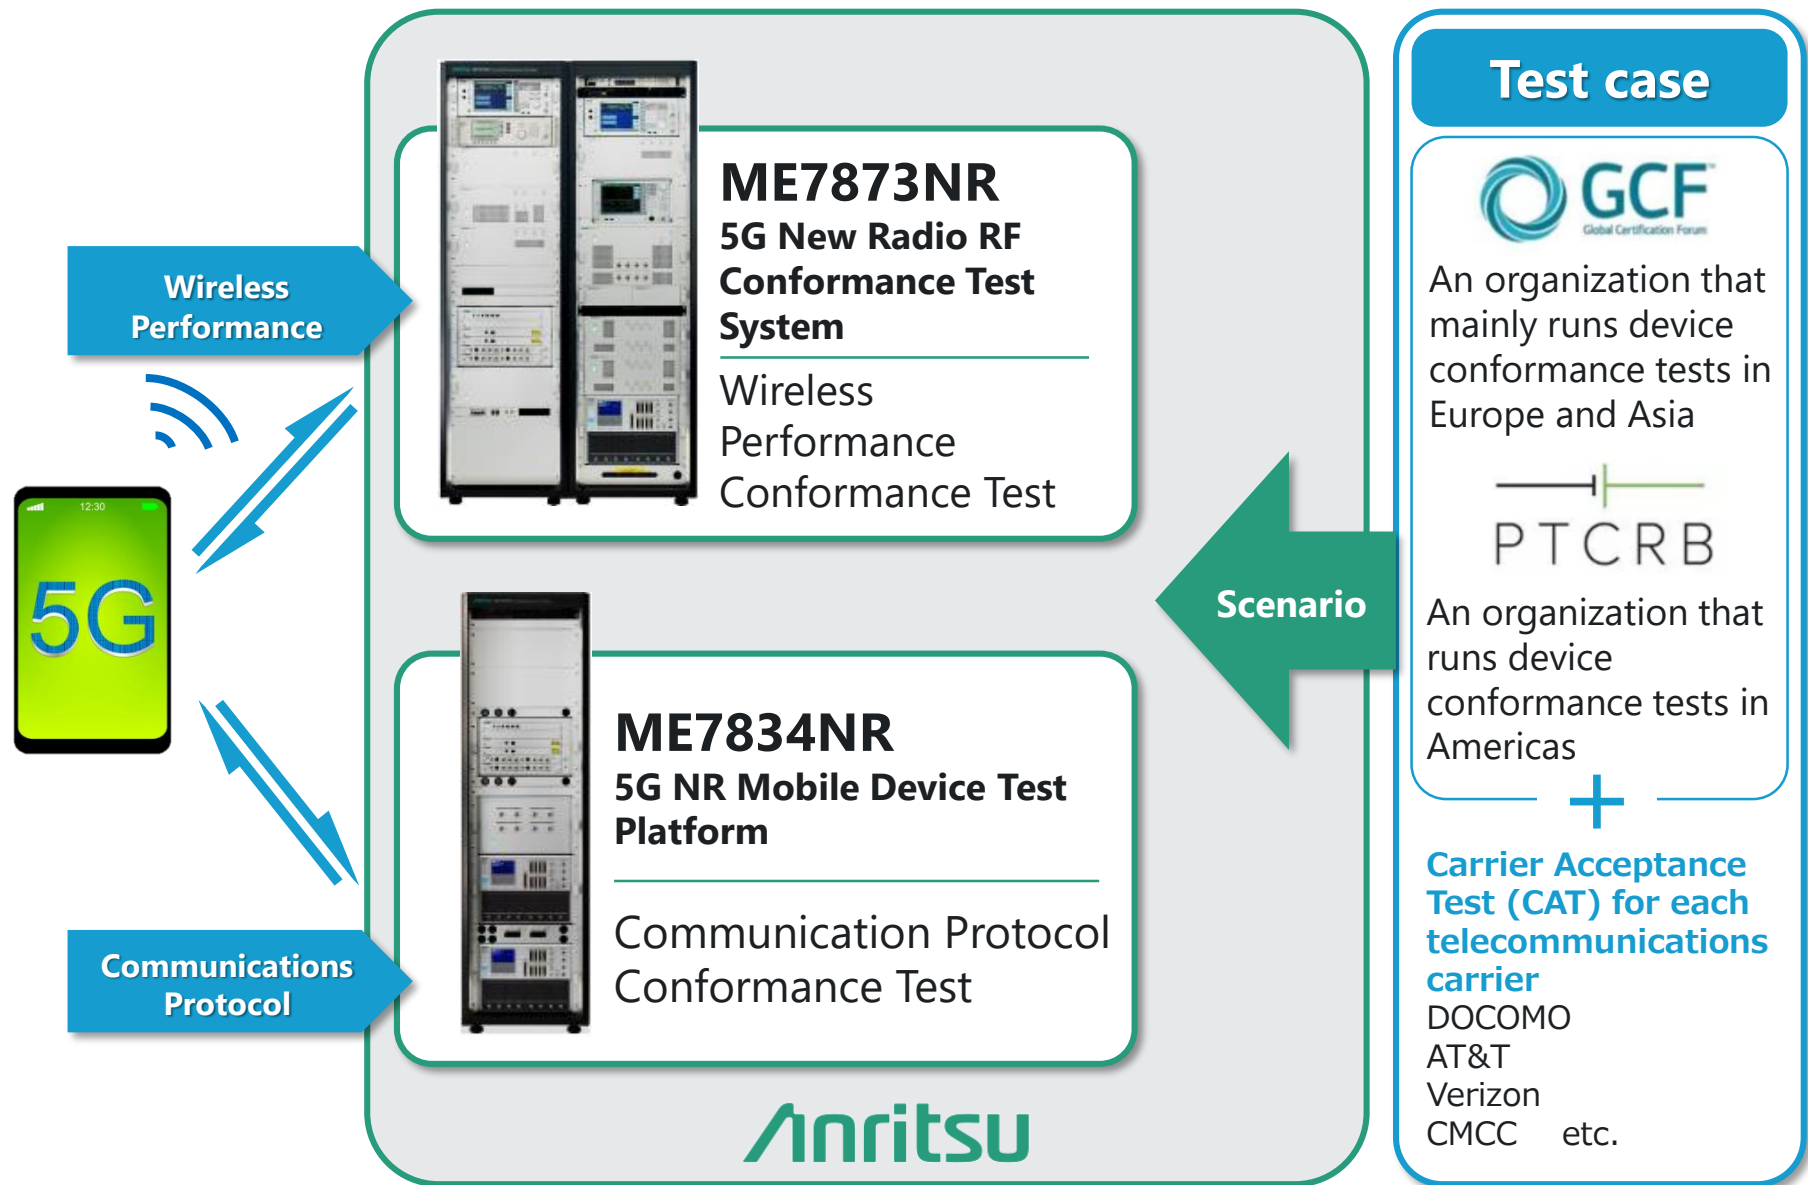 Test case
GCF™
Global Certification Forum
An organization that
mainly runs device
conformance tests in
Europe and Asia
PTCRB
An organization that
runs device
conformance tests in
Americas
+
Carrier Acceptance
Test (CAT) for each
telecommunications
carrier
DOCOMO
AT&T
Verizon
CMCC etc.
Scenario
ME7873NR
5G New Radio RF
Conformance Test
System
Wireless
Performance
Conformance Test
ME7834NR
5G NR Mobile Device Test
Platform
Communication Protocol
Conformance Test
Anritsu
Wireless
Performance
12:30
5G
Communications
Protocol